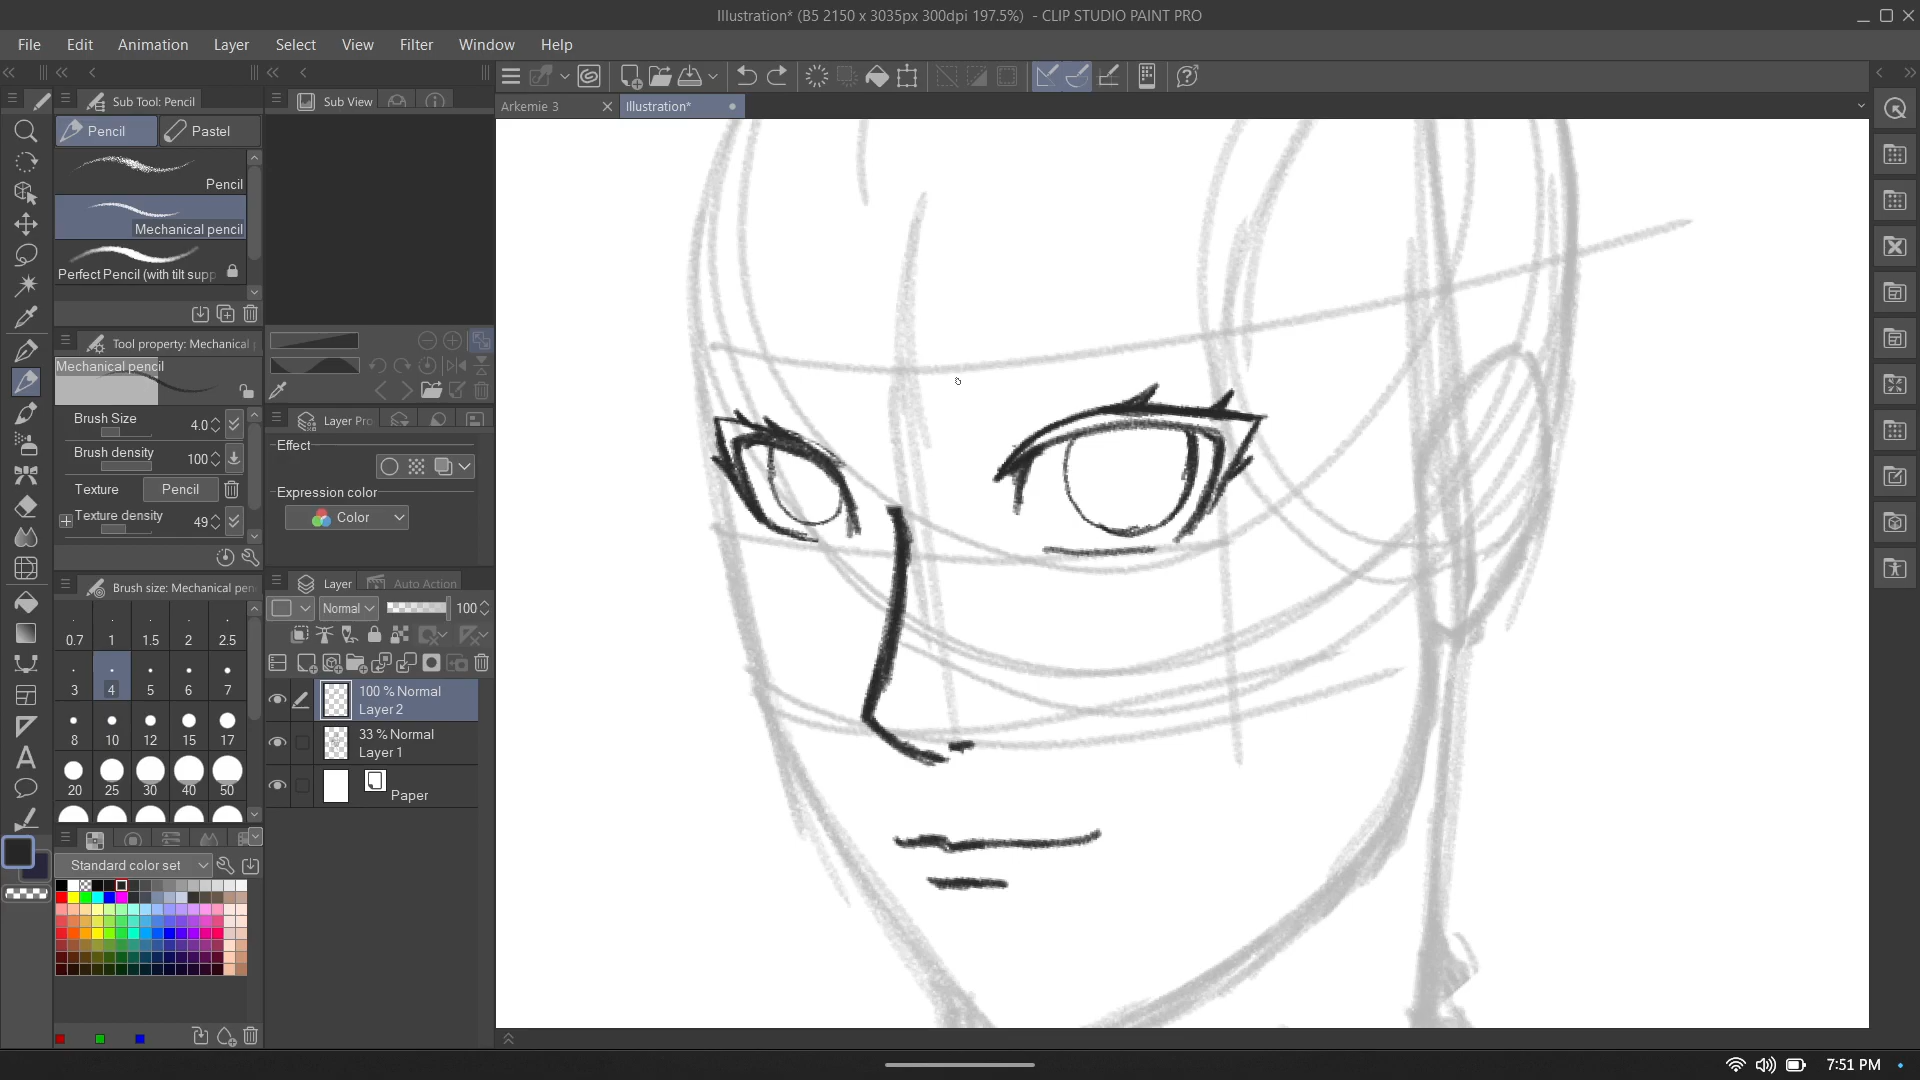 Illustration* (B5 2150 x 3035px 300dpi 197.5%) - CLIP STUDIO PAINT PRO
File Edit Animation Layer Select View Filter Window Help
Sub Tool: Pencil
Sub View
Arkemie 3
Illustration*
Pencil
Pastel
Pencil
Mechanical pencil
Perfect Pencil (with tilt supp
Tool property: Mechanical
Mechanical pencil
Brush Size 4.0
Brush density 100
Texture Pencil
Texture density 49
Layer Pro
Effect
Expression color
Color
Brush size: Mechanical pen
0.7 1 1.5 2 2.5
3 4 5 6 7
8 10 12 15 17
20 25 30 40 50
Layer
Auto Action
Normal 100
100 % Normal
Layer 2
33 % Normal
Layer 1
Paper
Standard color set
A
7:51 PM